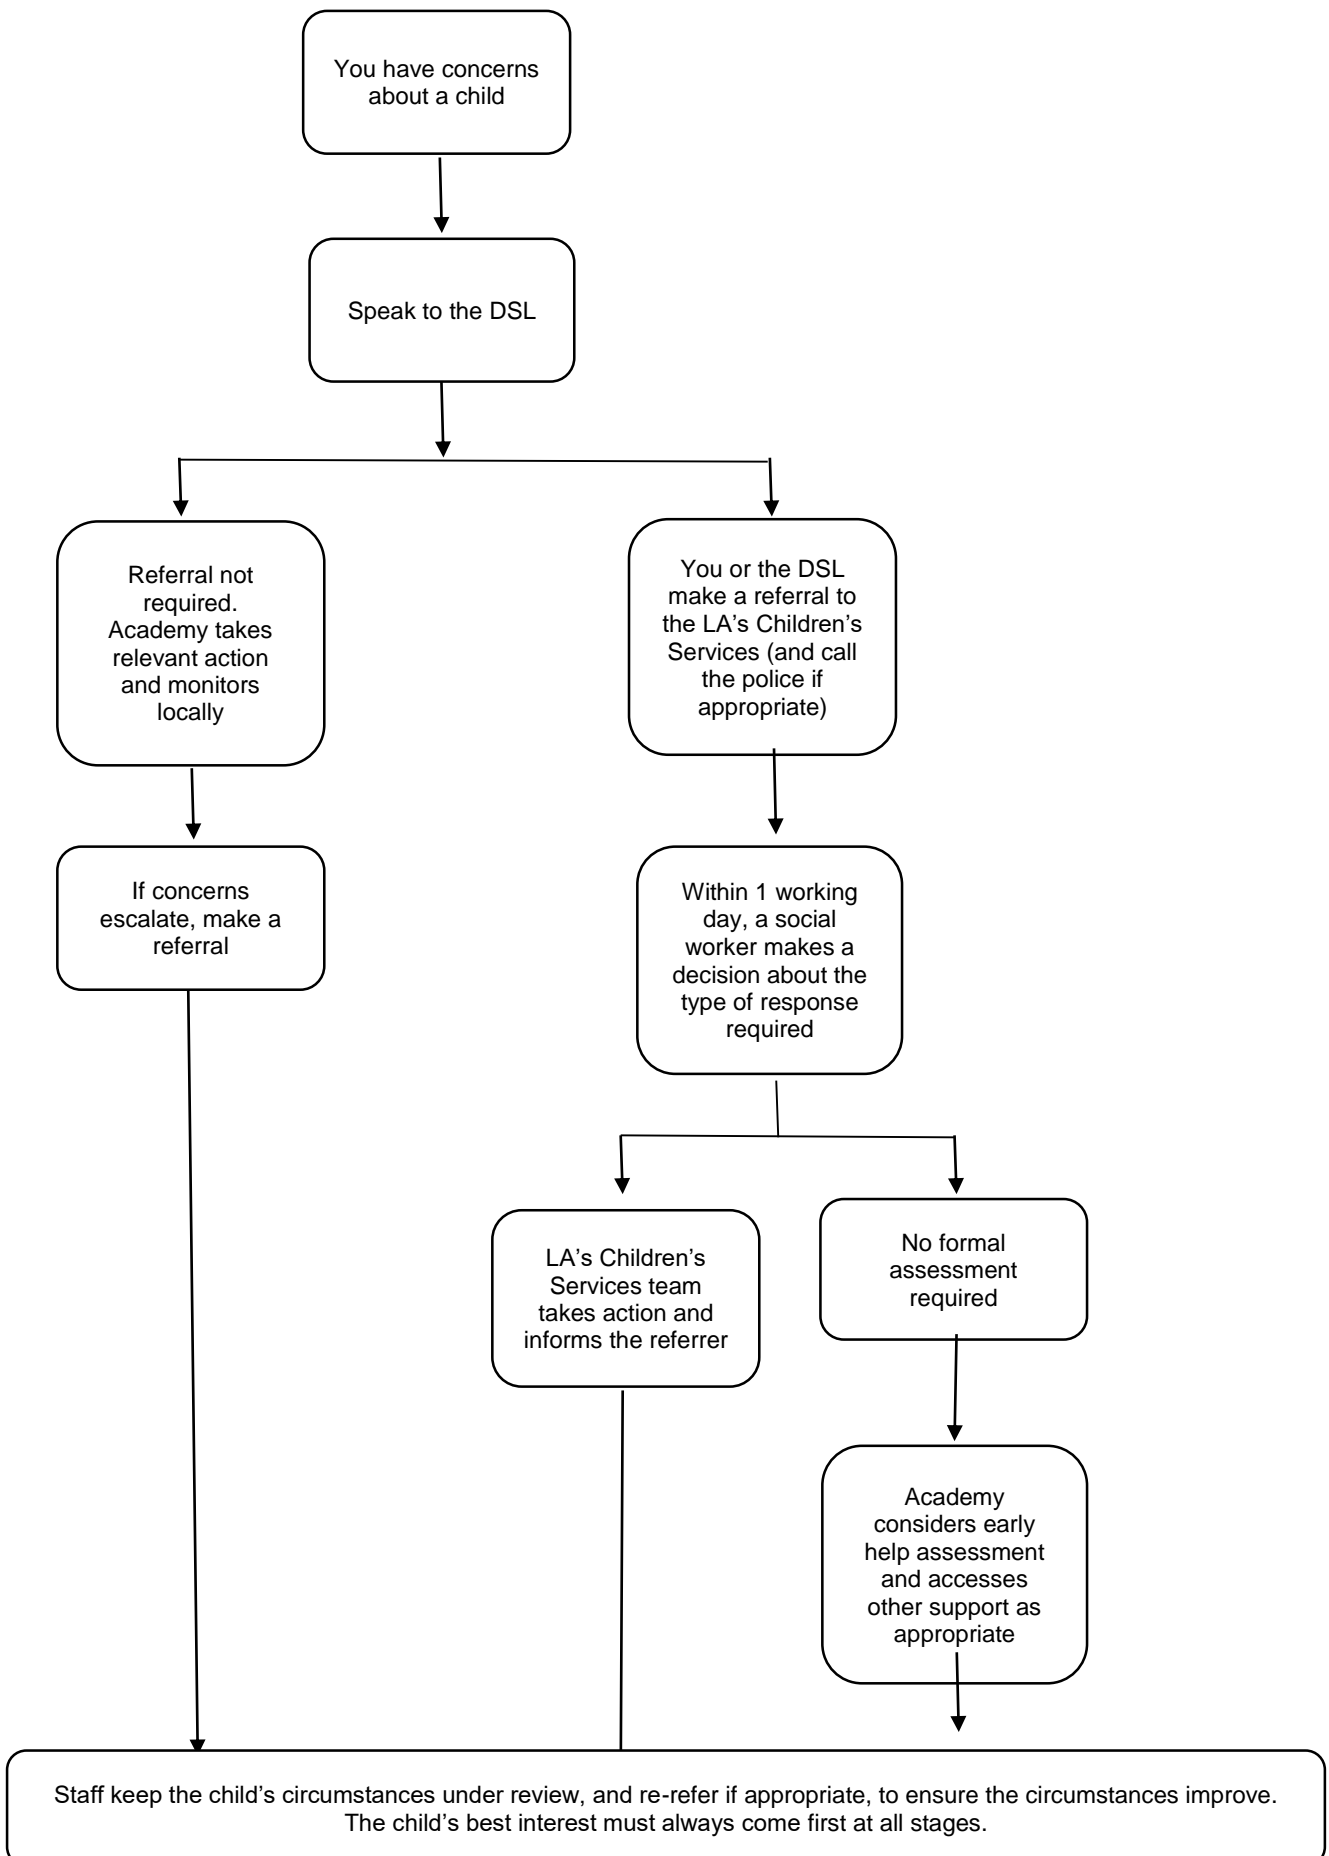 You have concerns
about a child
Speak to the DSL
Referral not
required.
Academy takes
relevant action
and monitors
locally
You or the DSL
make a referral to
the LA’s Children’s
Services (and call
the police if
appropriate)
If concerns
escalate, make a
referral
Within 1 working
day, a social
worker makes a
decision about the
type of response
required
LA’s Children’s
Services team
takes action and
informs the referrer
No formal
assessment
required
Academy
considers early
help assessment
and accesses
other support as
appropriate
Staff keep the child’s circumstances under review, and re-refer if appropriate, to ensure the circumstances improve.
The child’s best interest must always come first at all stages.